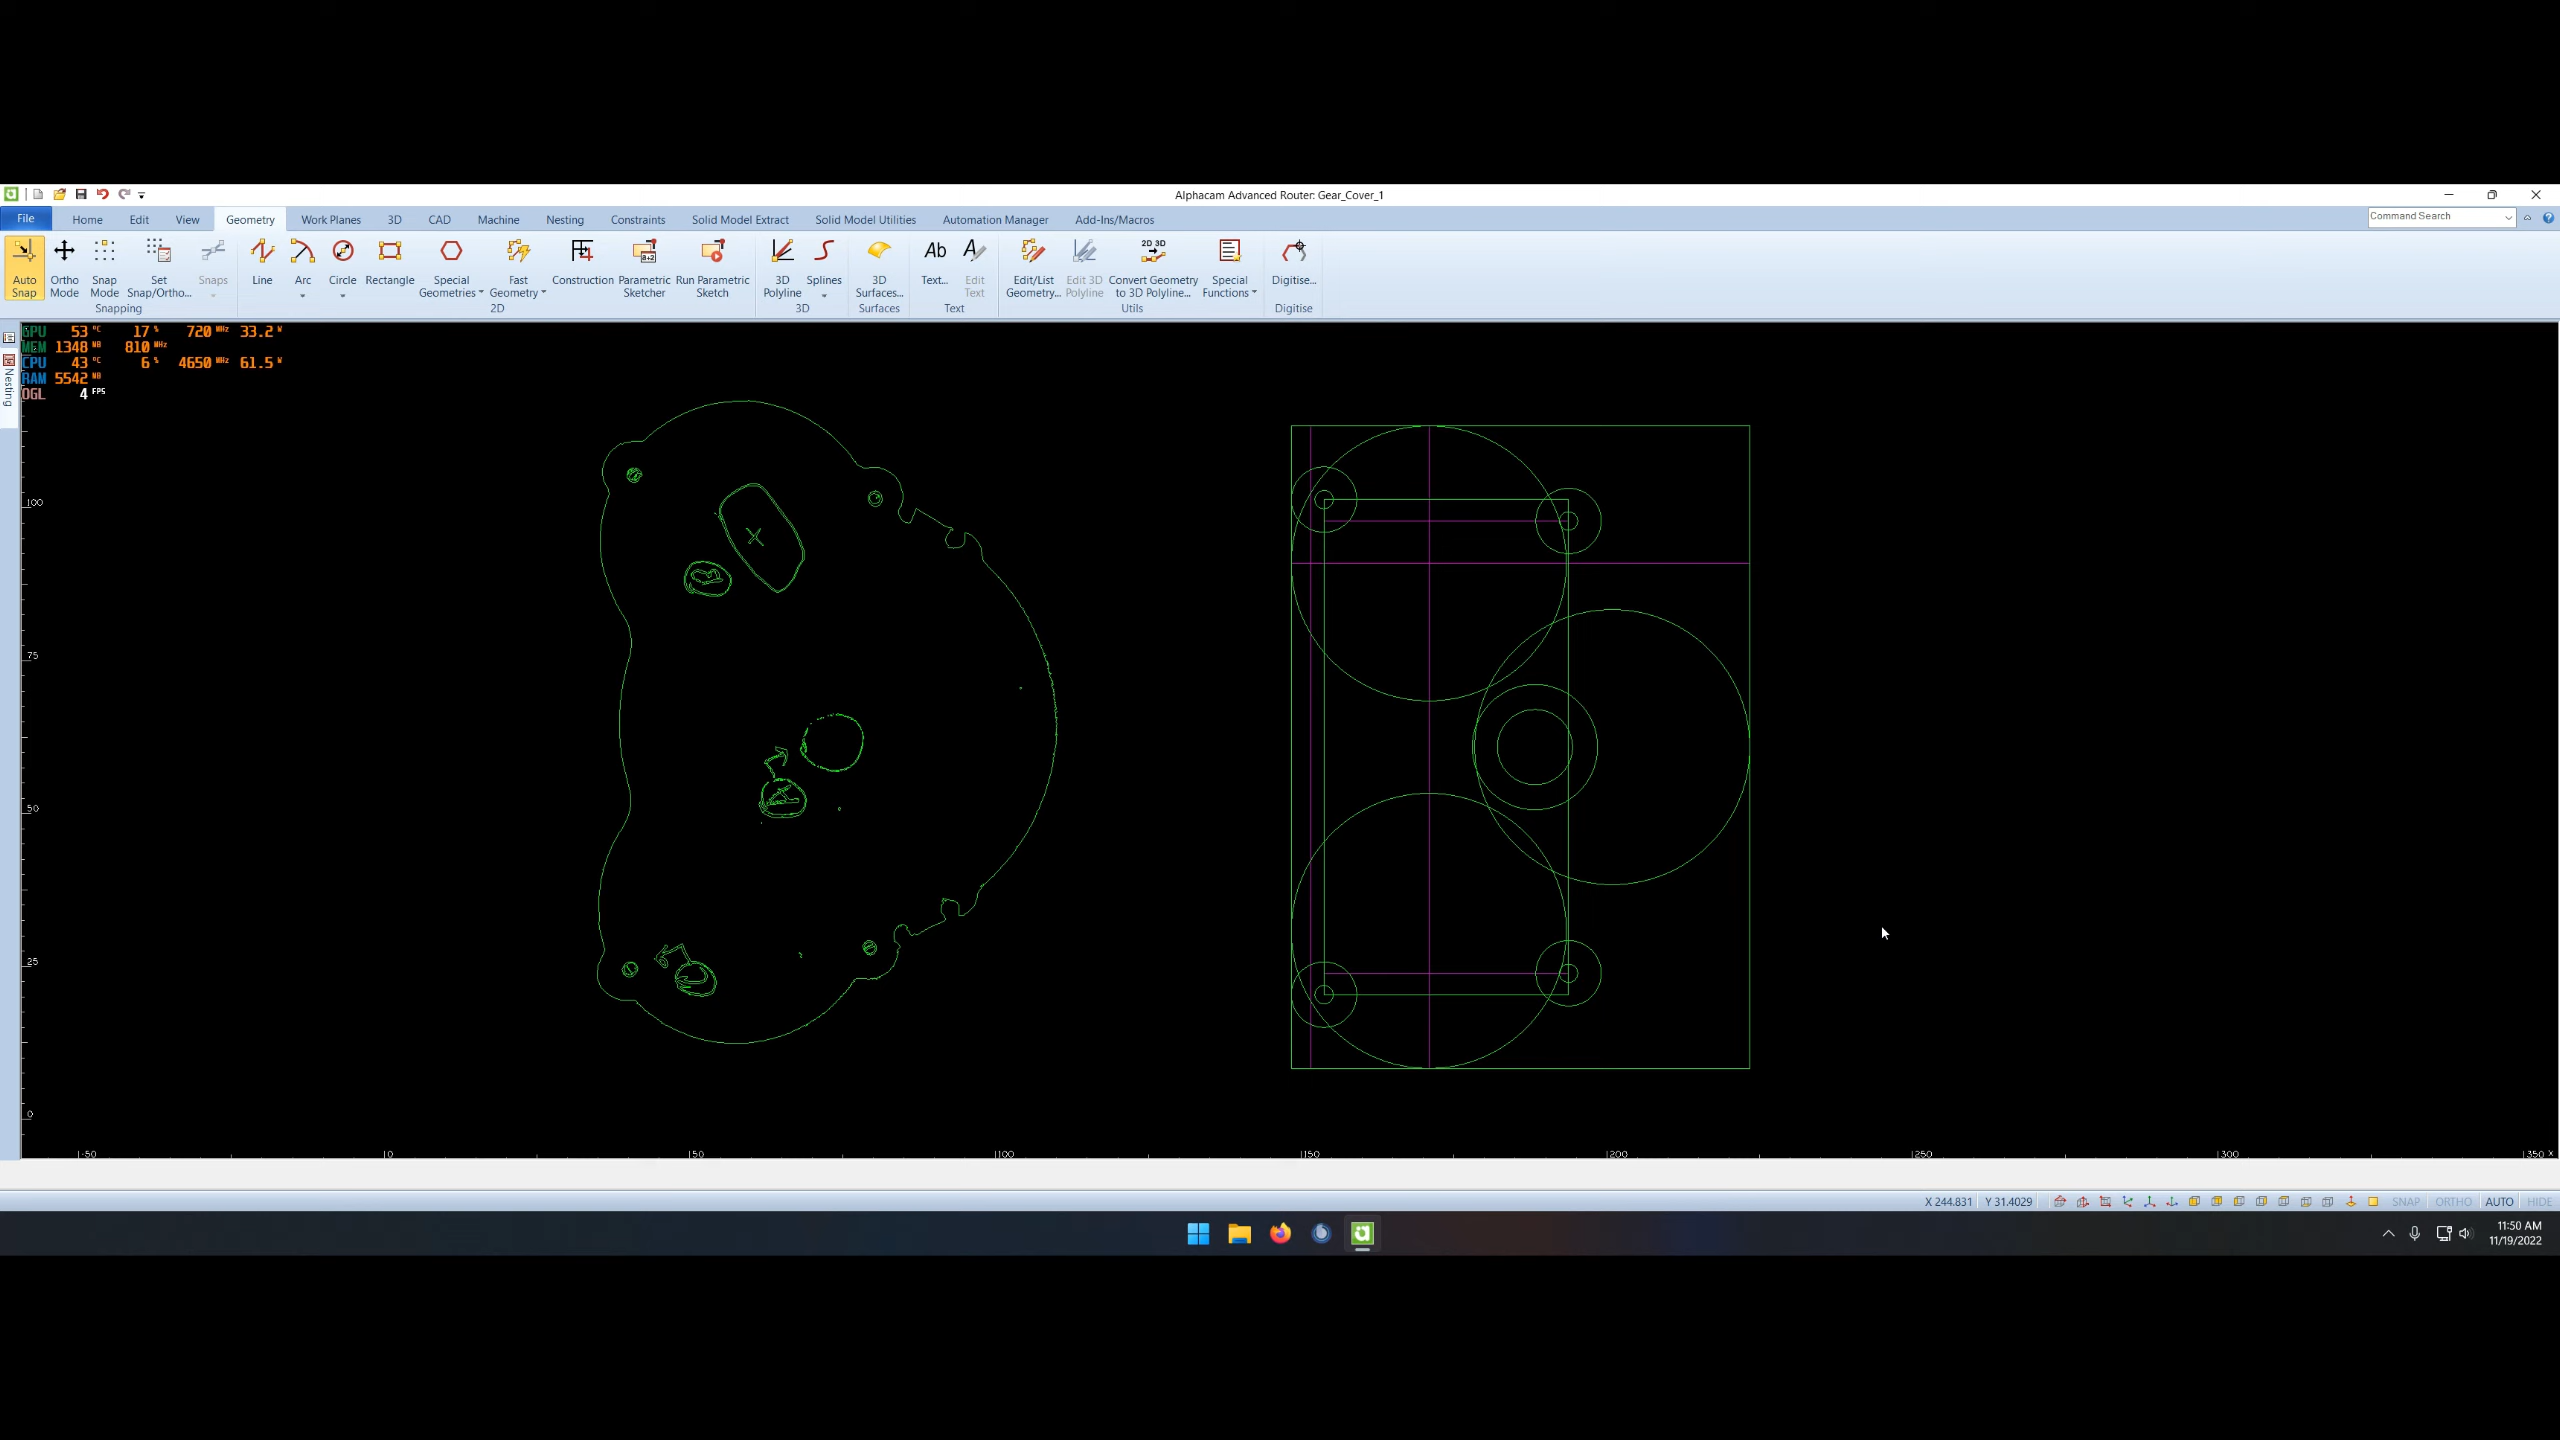 Alphacam Advanced Router: Gear_Cover_1
File Home Edit View Geometry Work Planes 3D CAD Machine Nesting Constraints Solid Model Extract Solid Model Utilities Automation Manager Add-Ins/Macros Command Search
Auto Snap
Ortho Mode
Snap Mode
Set Snap/Ortho...
Snaps
Line
Arc
Circle
Rectangle
Special Geometries
Fast Geometry
Construction
Parametric Sketcher
Run Parametric Sketch
3D Polyline
Splines
3D Surfaces...
Ab
Text...
Edit Text
Edit/List Geometry...
Edit 3D Polyline
2D 3D
Convert Geometry to 3D Polyline...
Special Functions
Digitise...
Snapping 2D 3D Surfaces Text Utils Digitise
GPU 53 °C 17 % 720 MHz 33.2 W
MEM 1348 MB 810 MHz
CPU 43 °C 6 % 4650 MHz 61.5 W
RAM 5542 MB
OGL 4 FPS
Nesting
100
75
50
25
0
-50 0 50 100 150 200 250 300 350 X
X 244.831 Y 31.4029 SNAP ORTHO AUTO HIDE
11:50 AM
11/19/2022